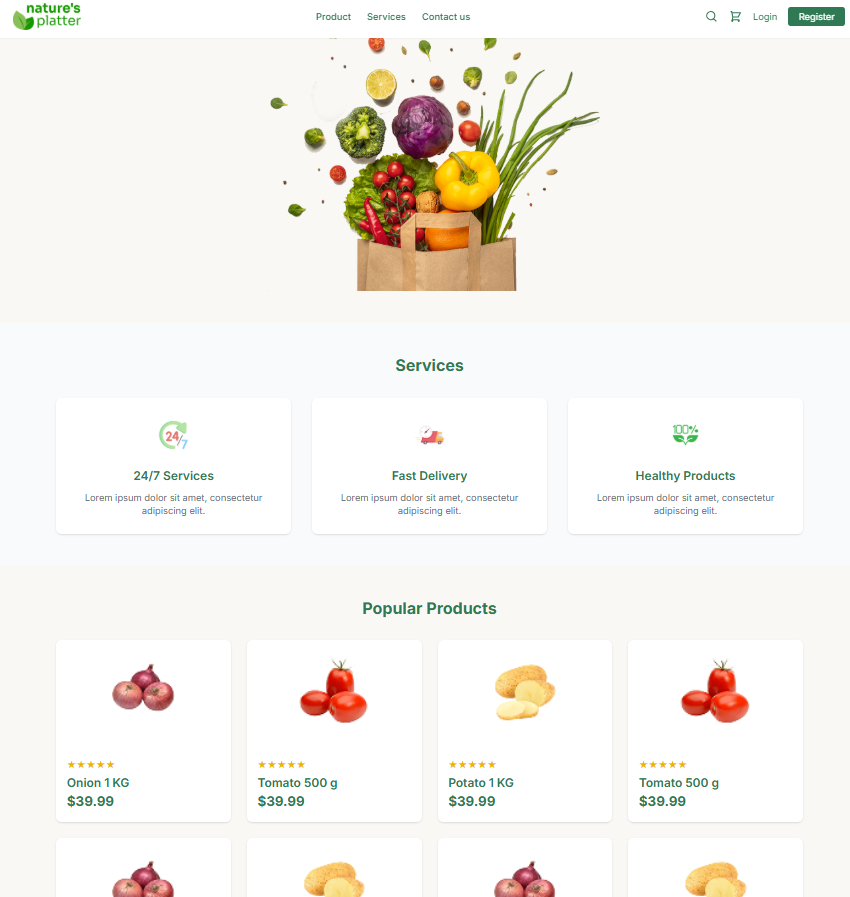 nature's
platter
Product Services Contact us
Login Register
Services
24/7
100%
24/7 Services Fast Delivery Healthy Products
Lorem ipsum dolor sit amet, consectetur Lorem ipsum dolor sit amet, consectetur Lorem ipsum dolor sit amet, consectetur
adipiscing elit. adipiscing elit. adipiscing elit.
Popular Products
★★★★★ ★★★★★ ★★★★★ ★★★★★
Onion 1 KG Tomato 500 g Potato 1 KG Tomato 500 g
$39.99 $39.99 $39.99 $39.99